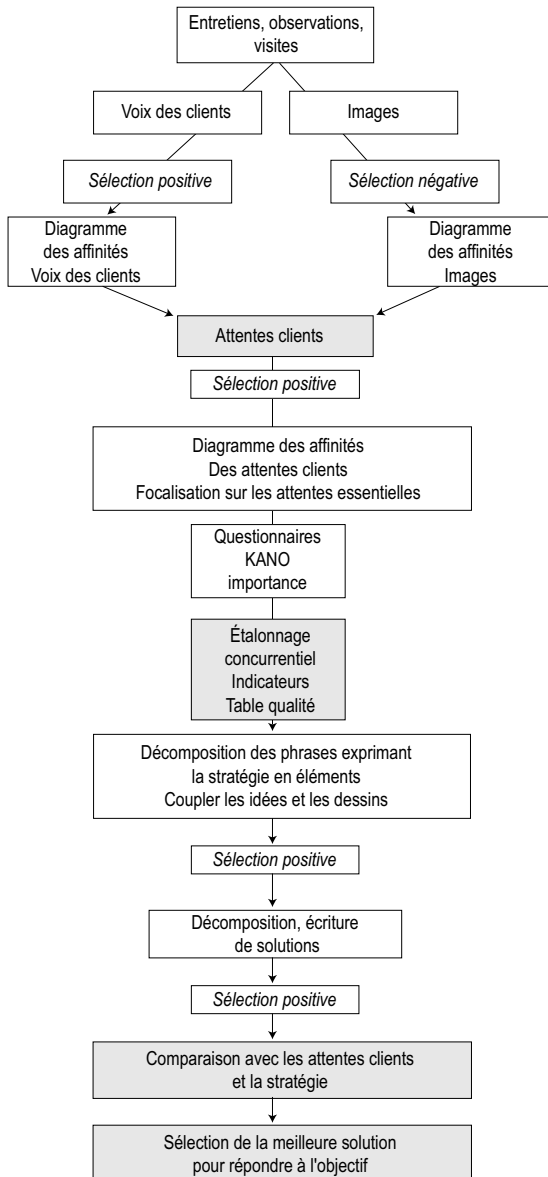 Entretiens, observations,
visites
Voix des clients
Images
Sélection positive
Sélection négative
Diagramme
des affinités
Voix des clients
Diagramme
des affinités
Images
Attentes clients
Sélection positive
Diagramme des affinités
Des attentes clients
Focalisation sur les attentes essentielles
Questionnaires
KANO
importance
Étalonnage
concurrentiel
Indicateurs
Table qualité
Décomposition des phrases exprimant
la stratégie en éléments
Coupler les idées et les dessins
Sélection positive
Décomposition, écriture
de solutions
Sélection positive
Comparaison avec les attentes clients
et la stratégie
Sélection de la meilleure solution
pour répondre à l'objectif